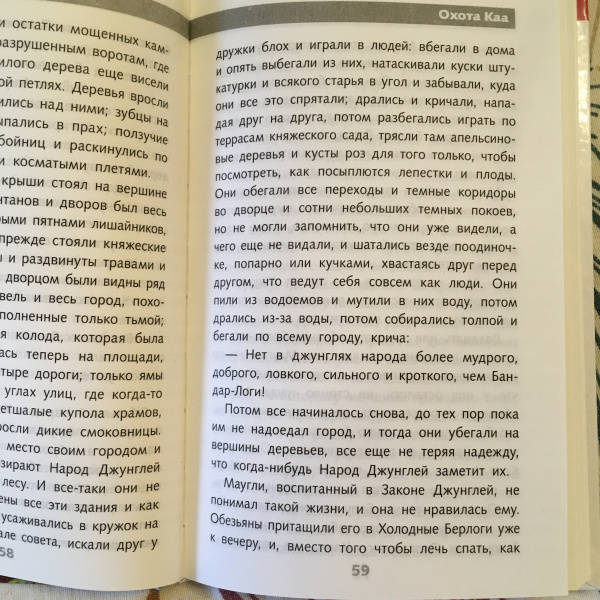 и остатки мощенных кам-
разрушенным воротам, где
лого дерева еще висели
ой петлях. Деревья вросли
ились над ними; зубцы на
ыпались в прах; ползучие
бойниц и раскинулись по
и косматыми плетями.
крыши стоял на вершине
нтанов и дворов был весь
рыми пятнами лишайников,
прежде стояли княжеские
и раздвинуты травами и
дворцом были видны ряд
вель и весь город, похо-
полненные только тьмой;
я колода, которая была
лась теперь на площади,
тыре дороги; только ямы
углах улиц, где когда-то
етшалые купола храмов,
росли дикие смоковницы.
место своим городом и
зирают Народ Джунглей
лесу. И все-таки они не
ены все эти здания и как
усаживались в кружок на
але совета, искали друг у
58
Охота Каа
дружки блох и играли в людей: вбегали в дома
и опять выбегали из них, натаскивали куски шту-
катурки и всякого старья в угол и забывали, куда
они все это спрятали; дрались и кричали, напа-
дая друг на друга, потом разбегались играть по
террасам княжеского сада, трясли там апельсино-
вые деревья и кусты роз для того только, чтобы
посмотреть, как посыплются лепестки и плоды.
Они обегали все переходы и темные коридоры
во дворце и сотни небольших темных покоев,
но не могли запомнить, что они уже видели, а
чего еще не видали, и шатались везде поодиноч-
ке, попарно или кучками, хвастаясь друг перед
другом, что ведут себя совсем как люди. Они
пили из водоемов и мутили в них воду, потом
дрались из-за воды, потом собирались толпой и
бегали по всему городу, крича:
— Нет в джунглях народа более мудрого,
доброго, ловкого, сильного и кроткого, чем Бан-
дар-Логи!
Потом все начиналось снова, до тех пор пока
им не надоедал город, и тогда они убегали на
вершины деревьев, все еще не теряя надежду,
что когда-нибудь Народ Джунглей заметит их.
Маугли, воспитанный в Законе Джунглей, не
понимал такой жизни, и она не нравилась ему.
Обезьяны притащили его в Холодные Берлоги уже
к вечеру, и, вместо того чтобы лечь спать, как
59